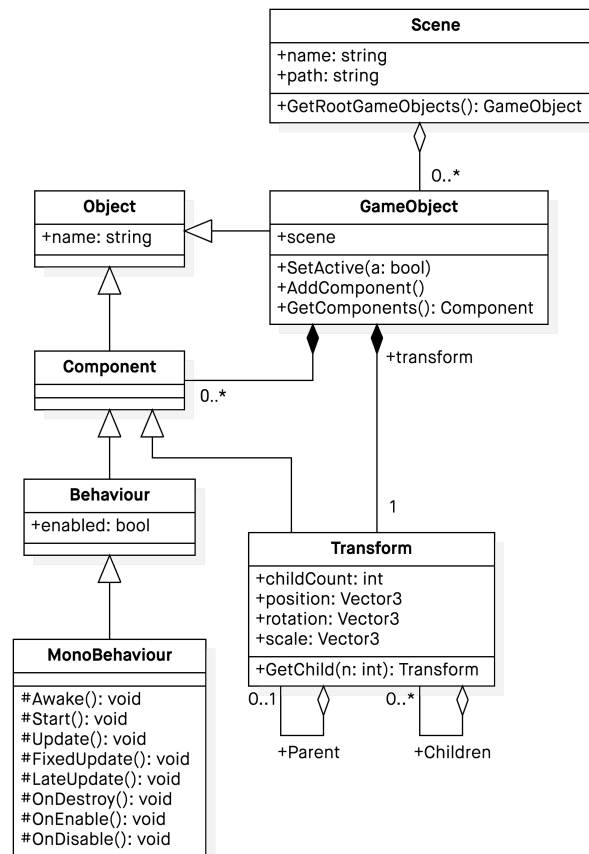 Scene
+name: string
+path: string
+GetRootGameObjects(): GameObject
0..*
Object
+name: string
GameObject
+scene
+SetActive(a: bool)
+AddComponent()
+GetComponents(): Component
+transform
Component
0..*
Behaviour
+enabled: bool
1
Transform
+childCount: int
+position: Vector3
+rotation: Vector3
+scale: Vector3
+GetChild(n: int): Transform
0..1
0..*
+Parent
+Children
MonoBehaviour
#Awake(): void
#Start(): void
#Update(): void
#FixedUpdate(): void
#LateUpdate(): void
#OnDestroy(): void
#OnEnable(): void
#OnDisable(): void